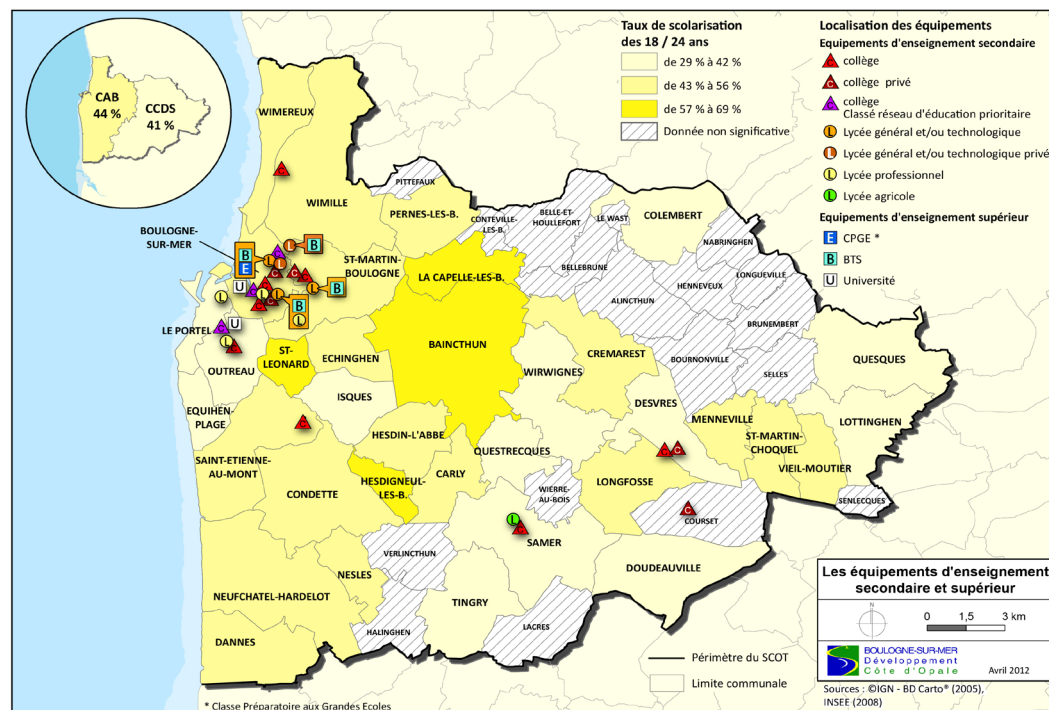 CAB
44 %
CCDS
41 %
Taux de scolarisation
des 18 / 24 ans
de 29 % à 42 %
de 43 % à 56 %
de 57 % à 69 %
Donnée non significative
Localisation des équipements
Equipements d'enseignement secondaire
C collège
C collège privé
C collège
Classé réseau d'éducation prioritaire
L Lycée général et/ou technologique
L Lycée général et/ou technologique privé
L Lycée professionnel
L Lycée agricole
Equipements d'enseignement supérieur
E CPGE *
B BTS
U Université
WIMEREUX
C
PITTEFAUX
WIMILLE
PERNES-LES-B.
CONTEVILLE-
LES-B.
BELLE-ET-
HOULLEFORT
LE WAST
COLEMBERT
NABRINGHEN
BOULOGNE-
SUR-MER
ST-MARTIN-
BOULOGNE
LA CAPELLE-LES-B.
BELLEBRUNE
LONGUEVILLE
HENNEVEUX
ALINCTHUN
BRUNEMBERT
LE PORTEL
BAINCTHUN
BOURNONVILLE
SELLES
QUESQUES
OUTREAU
ST-
LEONARD
ECHINGHEN
WIRWIGNES
CREMAREST
ISQUES
DESVRES
EQUIHEN-
PLAGE
HESDIN-L'ABBE
MENNEVILLE
LOTTINGHEN
ST-MARTIN-
CHOQUEL
VIEIL-MOUTIER
SAINT-ETIENNE-
AU-MONT
QUESTRECQUES
CARLY
CONDETTE
HESDIGNEUL-
LES-B.
WIERRE-
AU-BOIS
LONGFOSSE
SENLECQUES
COURSET
SAMER
VERLINCTHUN
DOUDEAUVILLE
NESLES
NEUFCHATEL-HARDELOT
TINGRY
DANNES
HALINGHEN
LACRES
Périmètre du SCOT
Limite communale
* Classe Préparatoire aux Grandes Ecoles
Les équipements d'enseignement
secondaire et supérieur
N
0 1,5 3 km
BOULOGNE-SUR-MER
Développement
Côte d'Opale
Avril 2012
Sources : ©IGN - BD Carto® (2005),
INSEE (2008)